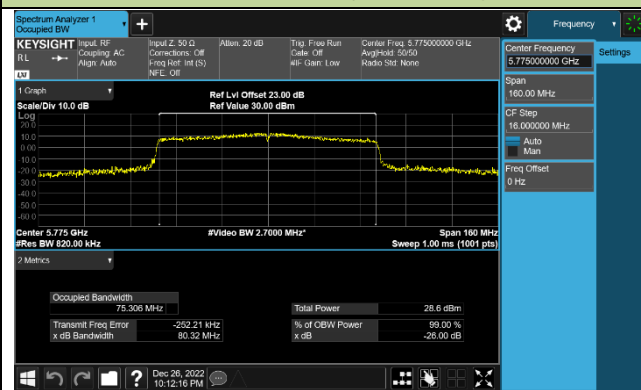 Spectrum Analyzer 1
Occupied BW
+
Frequency
KEYSIGHT
RL
LXI
Input: RF
Coupling: AC
Align: Auto
Input Z: 50 Ω
Corrections: Off
Freq Ref: Int (S)
NFE: Off
Atten: 20 dB
Trig: Free Run
Gate: Off
#IF Gain: Low
Center Freq: 5.775000000 GHz
Avg|Hold: 50/50
Radio Std: None
Center Frequency
5.775000000 GHz
Settings
Span
160.00 MHz
CF Step
16.000000 MHz
Auto
Man
Freq Offset
0 Hz
1 Graph
Scale/Div 10.0 dB
Ref Lvl Offset 23.00 dB
Ref Value 30.00 dBm
Log
20.0
10.0
0.00
-10.0
-20.0
-30.0
-40.0
-50.0
-60.0
Center 5.775 GHz
#Video BW 2.7000 MHz*
Span 160 MHz
#Res BW 820.00 kHz
Sweep 1.00 ms (1001 pts)
2 Metrics
Occupied Bandwidth
75.306 MHz
Total Power
28.6 dBm
Transmit Freq Error
-252.21 kHz
% of OBW Power
99.00 %
x dB Bandwidth
80.32 MHz
x dB
-26.00 dB
?
Dec 26, 2022
10:12:16 PM